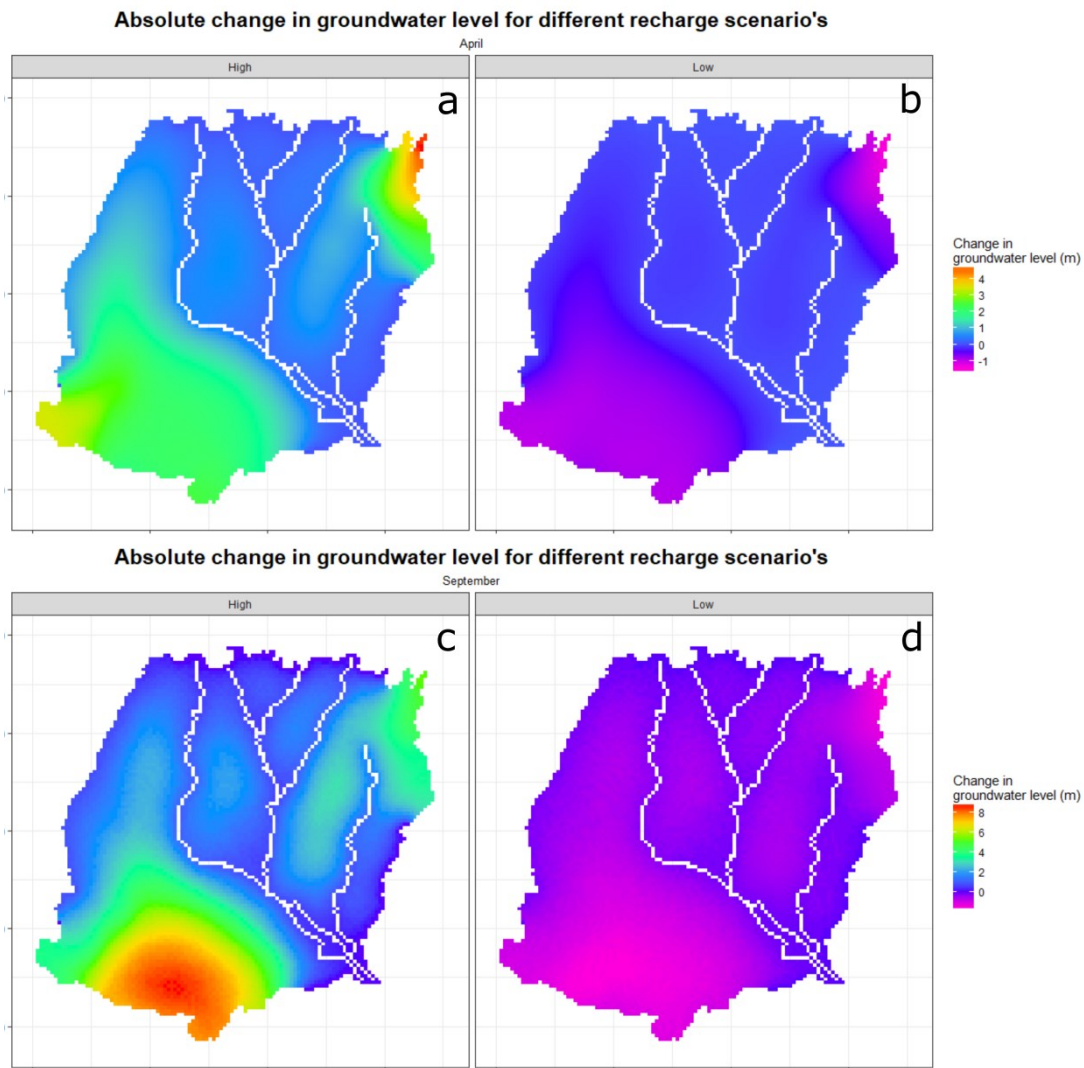 Absolute change in groundwater level for different recharge scenario's
April
High
Low
a
b
Change in
groundwater level (m)
4
3
2
1
0
-1
Absolute change in groundwater level for different recharge scenario's
September
High
Low
c
d
Change in
groundwater level (m)
8
6
4
2
0